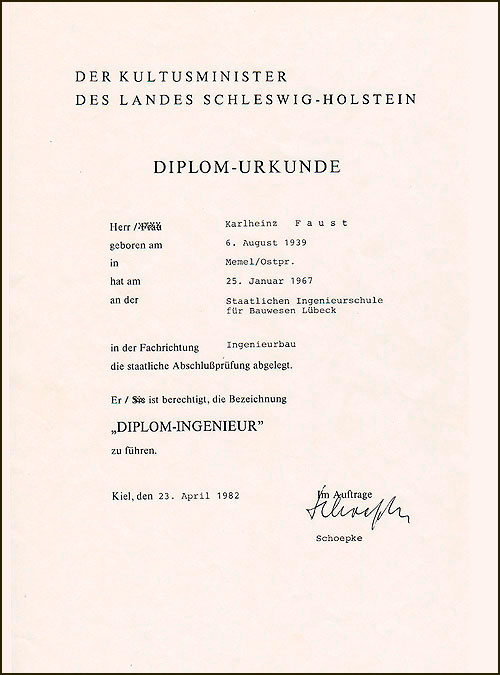 DER KULTUSMINISTER
DES LANDES SCHLESWIG-HOLSTEIN
DIPLOM-URKUNDE
Herr / Frau Karlheinz Faust
geboren am 6. August 1939
in Memel/Ostpr.
hat am 25. Januar 1967
an der Staatlichen Ingenieurschule
für Bauwesen Lübeck
in der Fachrichtung Ingenieurbau
die staatliche Abschlußprüfung abgelegt.
Er / Sie ist berechtigt, die Bezeichnung
„DIPLOM-INGENIEUR”
zu führen.
Kiel, den 23. April 1982 Im Auftrage
Schoepke
Schoepke